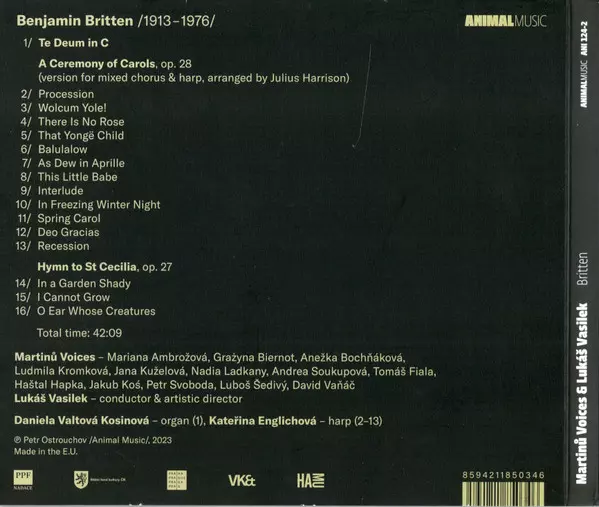 Benjamin Britten /1913–1976/
ANIMALMUSIC
1/ Te Deum in C
A Ceremony of Carols, op. 28
(version for mixed chorus & harp, arranged by Julius Harrison)
2/ Procession
3/ Wolcum Yole!
4/ There Is No Rose
5/ That Yongë Child
6/ Balulalow
7/ As Dew in Aprille
8/ This Little Babe
9/ Interlude
10/ In Freezing Winter Night
11/ Spring Carol
12/ Deo Gracias
13/ Recession
Hymn to St Cecilia, op. 27
14/ In a Garden Shady
15/ I Cannot Grow
16/ O Ear Whose Creatures
Total time: 42:09
Martinů Voices – Mariana Ambrožová, Grażyna Biernot, Anežka Bochňáková,
Ludmila Kromková, Jana Kuželová, Nadia Ladkany, Andrea Soukupová, Tomáš Fiala,
Haštal Hapka, Jakub Koś, Petr Svoboda, Luboš Šedivý, David Vaňáč
Lukáš Vasilek – conductor & artistic director
Daniela Valtová Kosinová – organ (1), Kateřina Englichová – harp (2–13)
℗ Petr Ostrouchov /Animal Music/, 2023
Made in the E.U.
PPF
NADACE
VK&t
HAMU
8594211850346
ANIMALMUSIC ANI 124-2
Martinů Voices & Lukáš Vasilek Britten